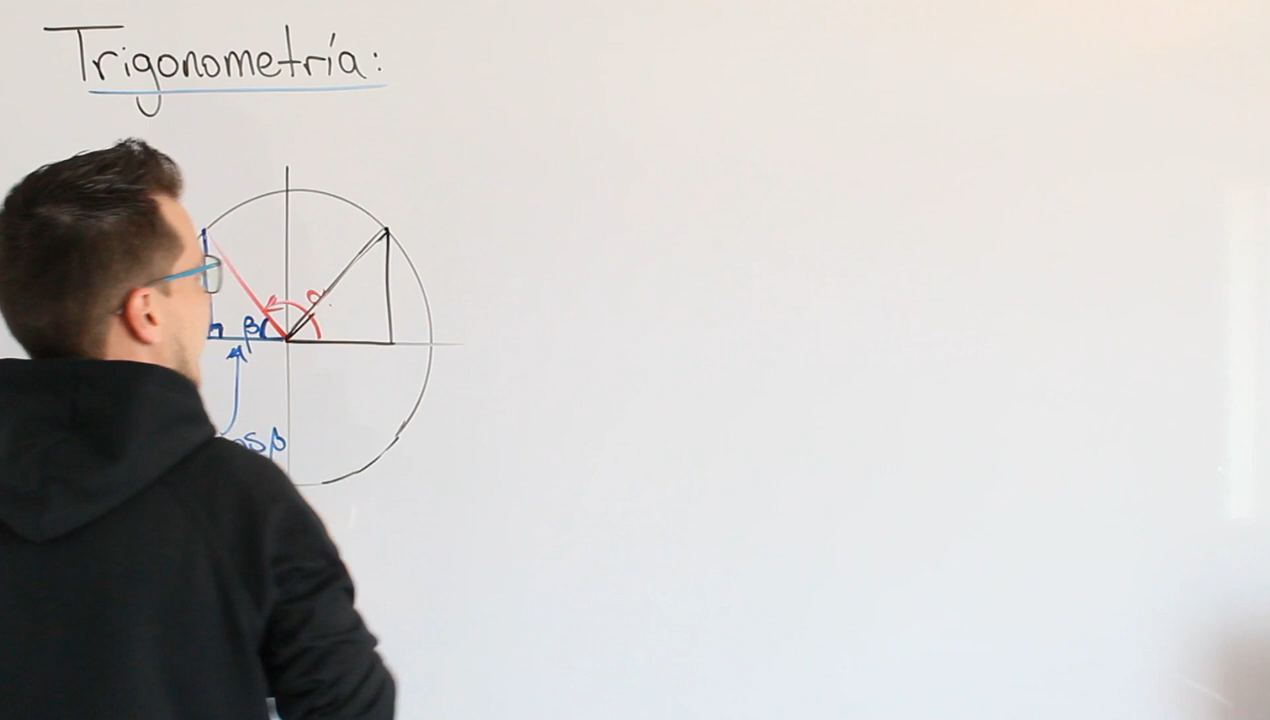 Trigonometría:
α
β
β